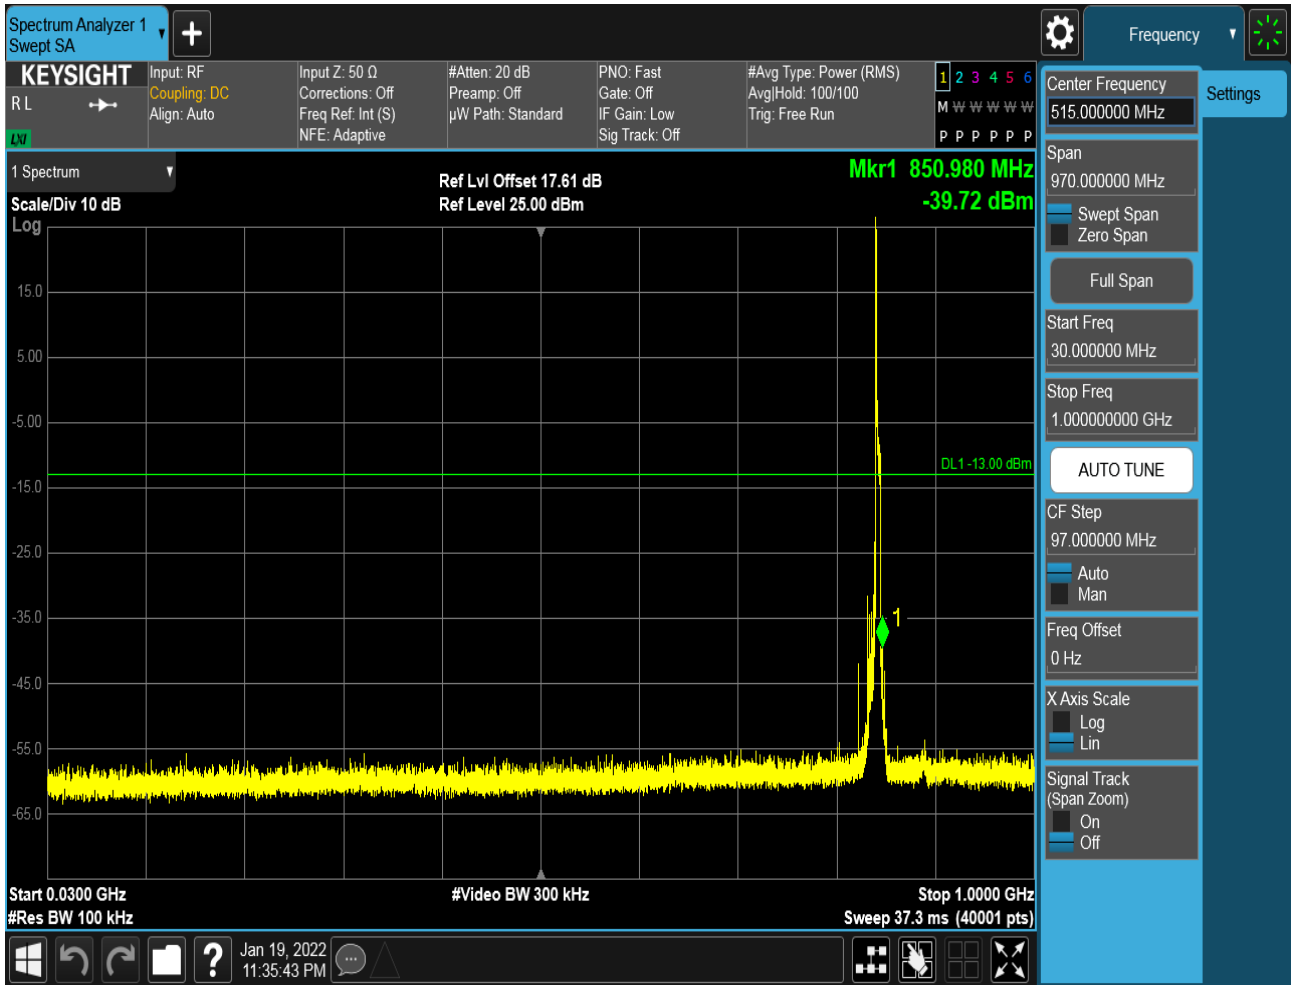 Spectrum Analyzer 1
Swept SA
Frequency
KEYSIGHT
R L
LXI
Input: RF
Coupling: DC
Align: Auto
Input Z: 50 Ω
Corrections: Off
Freq Ref: Int (S)
NFE: Adaptive
#Atten: 20 dB
Preamp: Off
µW Path: Standard
PNO: Fast
Gate: Off
IF Gain: Low
Sig Track: Off
#Avg Type: Power (RMS)
Avg|Hold: 100/100
Trig: Free Run
1 2 3 4 5 6
M W W W W W
P P P P P P
1 Spectrum
Scale/Div 10 dB
Log
Ref Lvl Offset 17.61 dB
Ref Level 25.00 dBm
Mkr1 850.980 MHz
-39.72 dBm
15.0
5.00
-5.00
DL1 -13.00 dBm
-15.0
-25.0
-35.0
1
-45.0
-55.0
-65.0
Start 0.0300 GHz
#Video BW 300 kHz
Stop 1.0000 GHz
#Res BW 100 kHz
Sweep 37.3 ms (40001 pts)
Jan 19, 2022
11:35:43 PM
Center Frequency
515.000000 MHz
Settings
Span
970.000000 MHz
Swept Span
Zero Span
Full Span
Start Freq
30.000000 MHz
Stop Freq
1.000000000 GHz
AUTO TUNE
CF Step
97.000000 MHz
Auto
Man
Freq Offset
0 Hz
X Axis Scale
Log
Lin
Signal Track
(Span Zoom)
On
Off